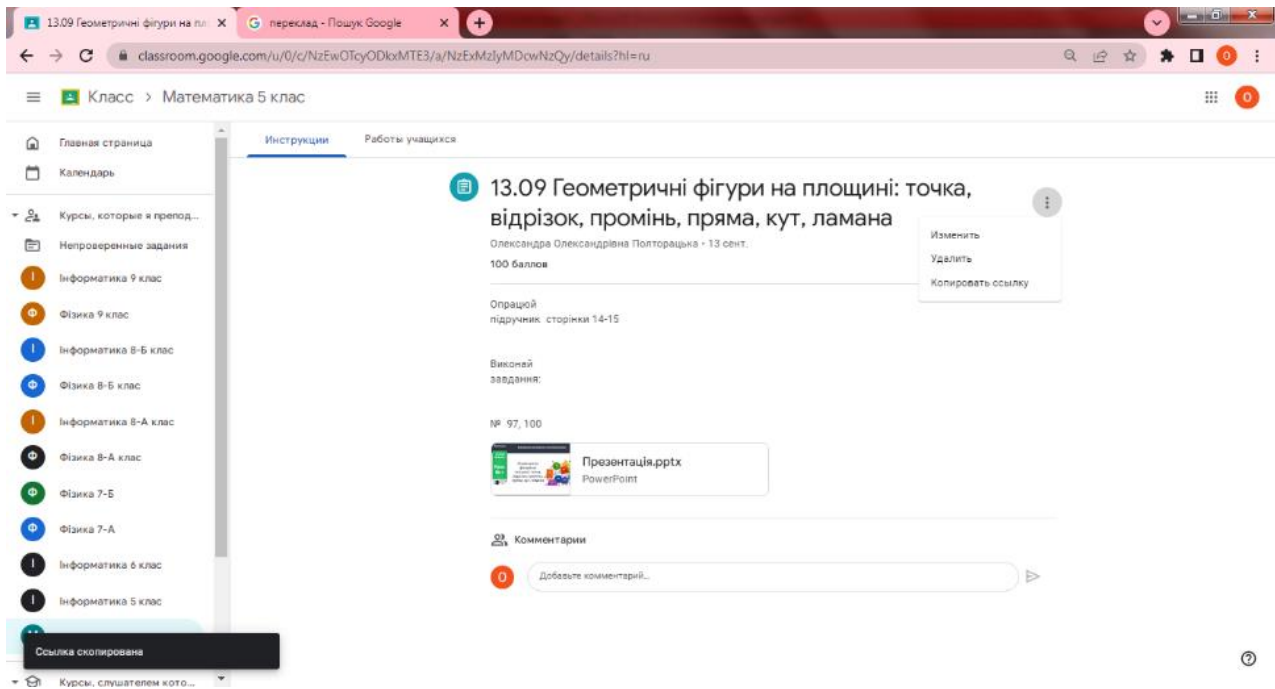 13.09 Геометричні фігури на пл
переклад - Пошук Google
classroom.google.com/u/0/c/NzEwOTcyODkxMTE3/a/NzExMzIyMDcwNzQy/details?hl=ru
Класс > Математика 5 клас
Главная страница
Календарь
Курсы, которые я препод...
Непроверенные задания
Інформатика 9 клас
Фізика 9 клас
Інформатика 8-Б клас
Фізика 8-Б клас
Інформатика 8-А клас
Фізика 8-А клас
Фізика 7-Б
Фізика 7-А
Інформатика 6 клас
Інформатика 5 клас
Ссылка скопирована
Курсы, слушателем кото...
Инструкции
Работы учащихся
13.09 Геометричні фігури на площині: точка,
відрізок, промінь, пряма, кут, ламана
Олександра Олександрівна Полторацька • 13 сент.
100 баллов
Изменить
Удалить
Копировать ссылку
Опрацюй
підручник сторінки 14-15
Виконай
завдання:
№ 97, 100
Презентація.pptx
PowerPoint
Комментарии
Добавьте комментарий...